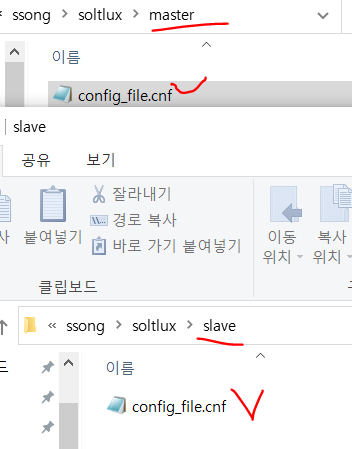 ssong > soltlux > master
이름
config_file.cnf
slave
공유 보기
사 붙여넣기
잘라내기
경로 복사
바로 가기 붙여넣기
이동 위치
복사 위치
클립보드
« ssong > soltlux > slave
드
이름
config_file.cnf